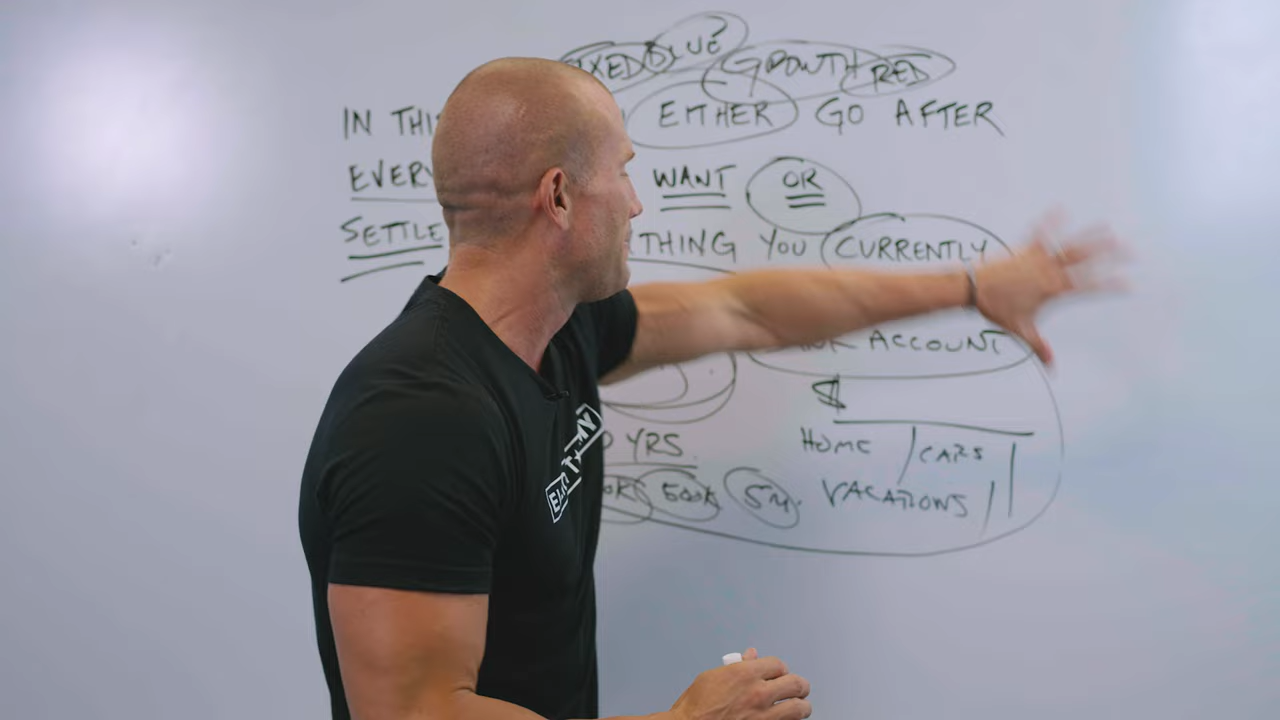 FIXED BLUE? GROWTH RED
IN THIS EITHER GO AFTER
EVERY WANT OR
SETTLE THING YOU CURRENTLY
ACCOUNT
$
YRS. HOME / CARS
500K 5M. VACATIONS //